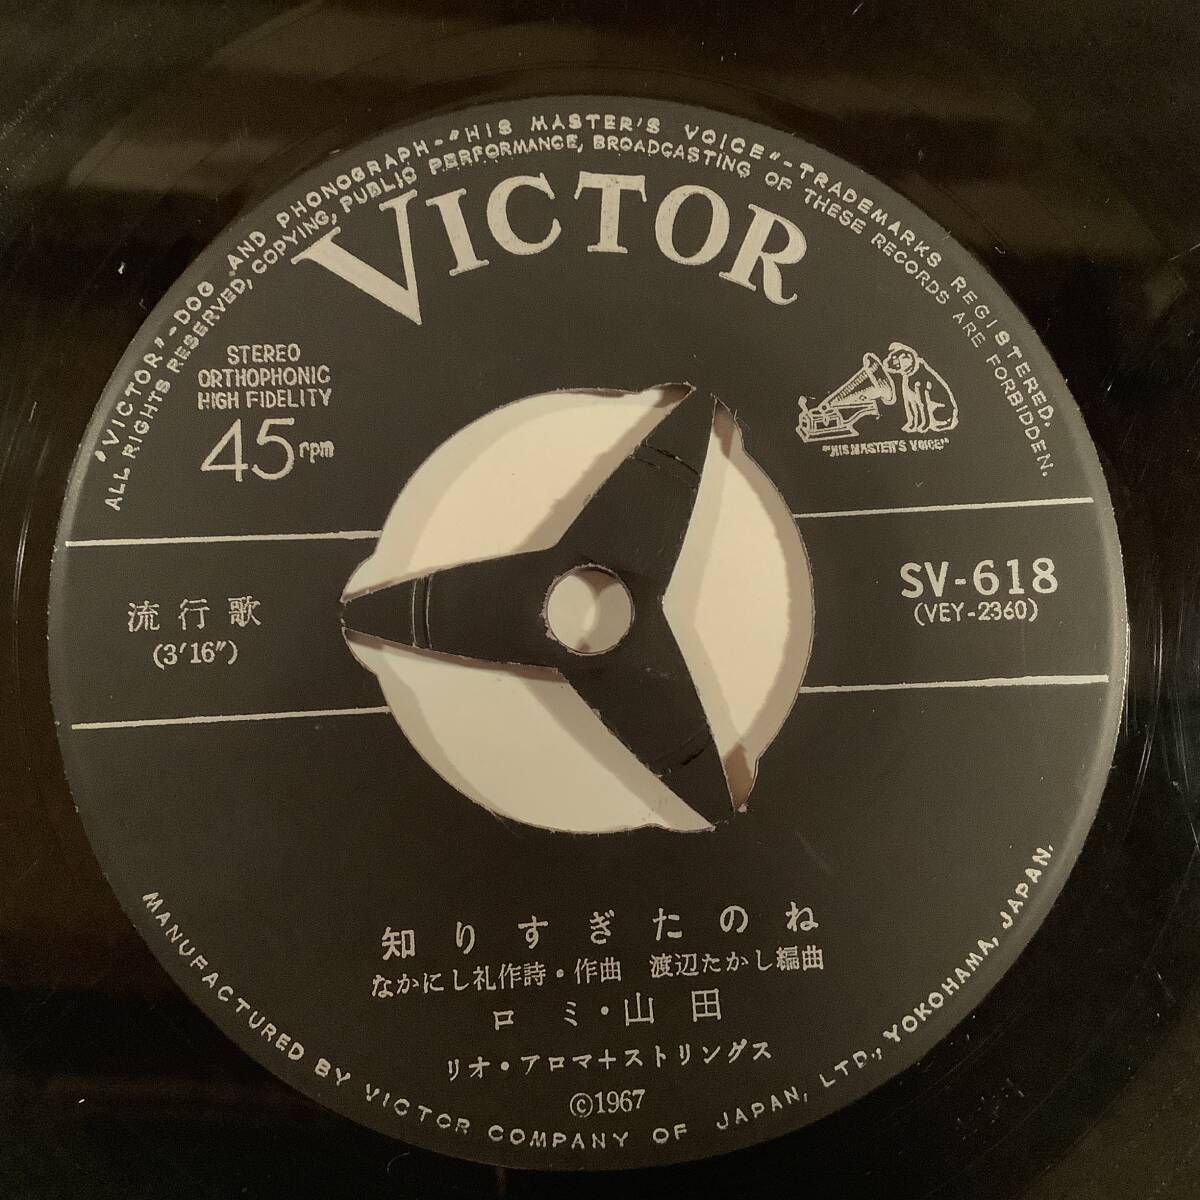 "VICTOR"-DOG AND PHONOGRAPH-"HIS MASTER'S VOICE"-TRADEMARKS REGISTERED.
ALL RIGHTS RESERVED, COPYING, PUBLIC PERFORMANCE, BROADCASTING OF THESE RECORDS ARE FORBIDDEN.
VICTOR
STEREO
ORTHOPHONIC
HIGH FIDELITY
45rpm
"HIS MASTER'S VOICE"
流行歌
(3′16″)
SV-618
(VEY-2360)
知りすぎたのね
なかにし礼作詩・作曲 渡辺たかし編曲
ロミ・山田
リオ・アロマ+ストリングス
©1967
MANUFACTURED BY VICTOR COMPANY OF JAPAN, LTD., YOKOHAMA, JAPAN.